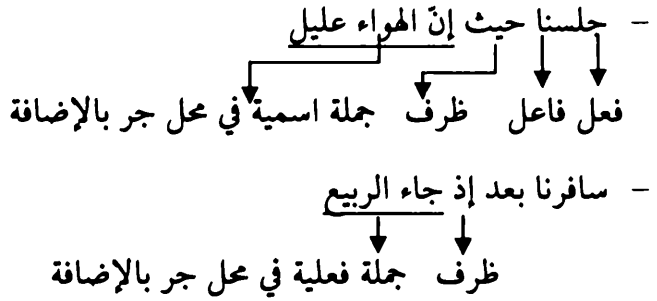 - جلسنا حيث إنّ الهواء عليل
فعل فاعل ظرف جملة اسمية في محل جر بالإضافة
- سافرنا بعد إذ جاء الربيع
ظرف جملة فعلية في محل جر بالإضافة